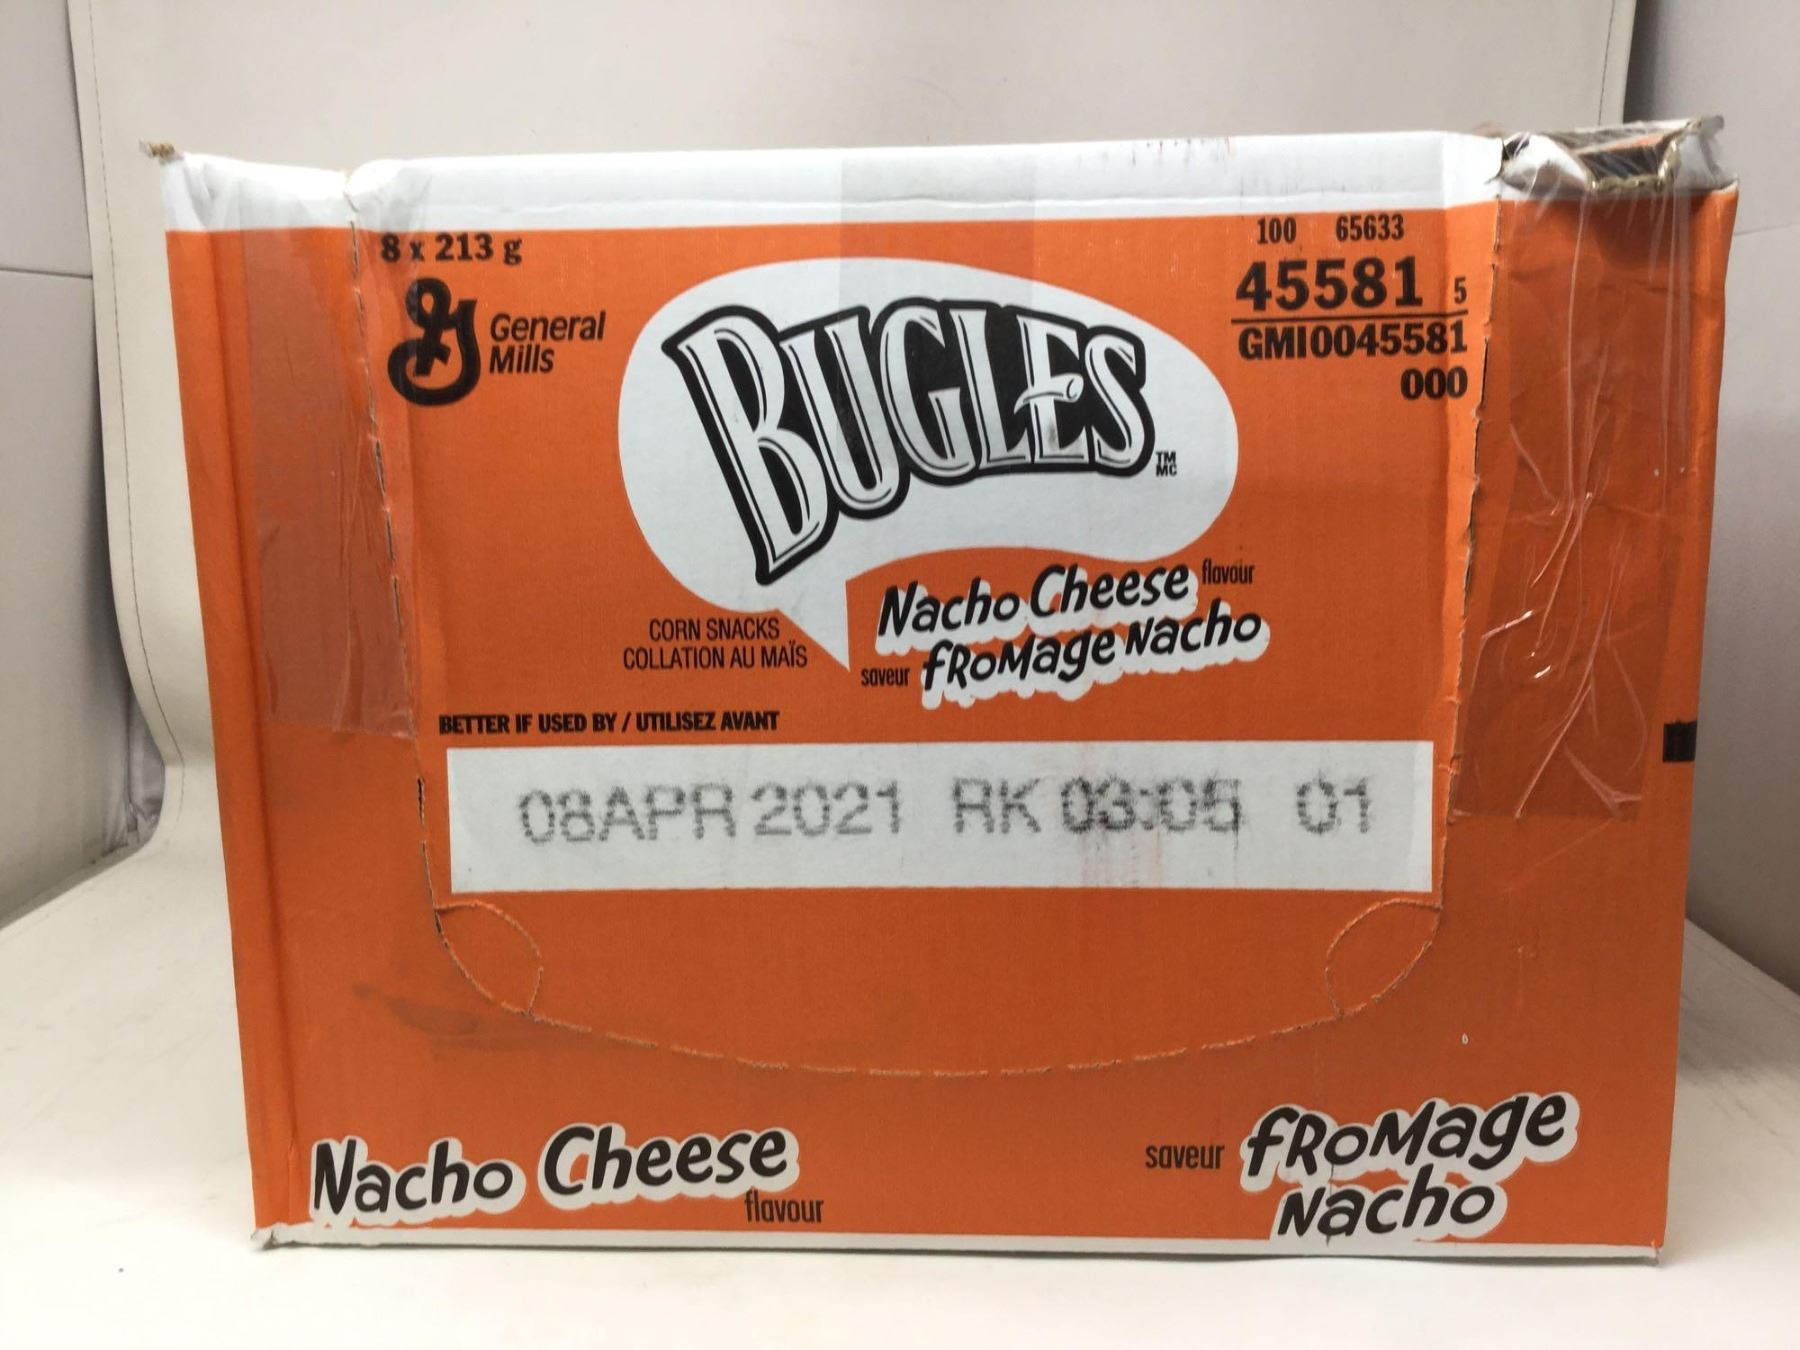 8 x 213 g
General
Mills
BUGLES
TM
MC
100 65633
45581 5
GMI0045581
000
Nacho Cheese flavour
saveur fRoMage Nacho
CORN SNACKS
COLLATION AU MAÏS
BETTER IF USED BY / UTILISEZ AVANT
08APR 2021 RK 03:05 01
Nacho Cheese
flavour
saveur fRoMage
Nacho